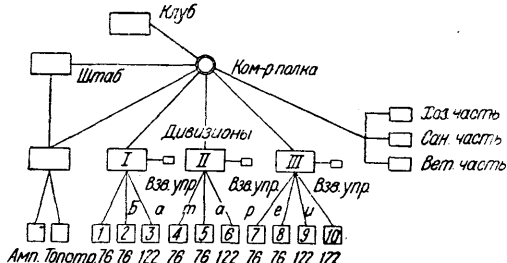 Клуб
Штаб
Ком-р полка
Хоз. часть
Дивизионы
Сан. часть
I II III
Вет. часть
Взв. упр. Взв. упр. Взв. упр.
Б а т а р е и
1 2 3 4 5 6 7 8 9 10
Амп. Топотр. 76 76 122 76 76 122 76 76 122 122